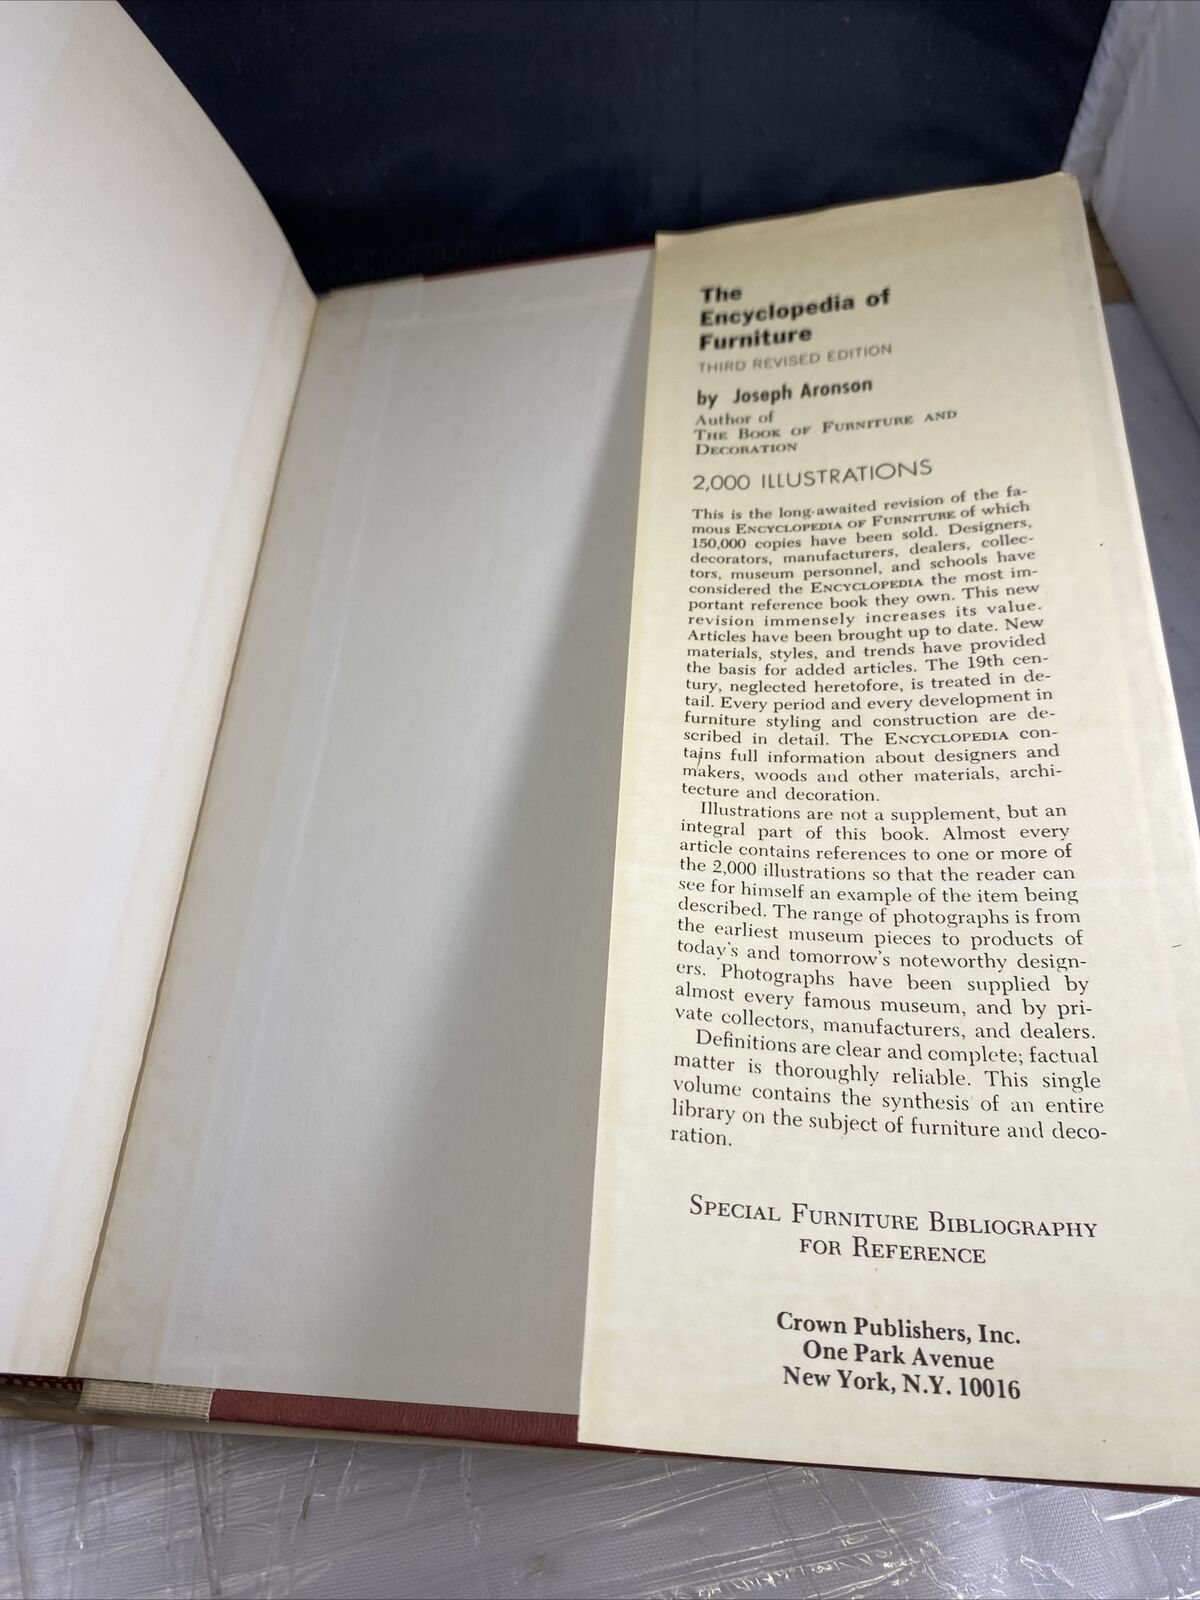 The
Encyclopedia of
Furniture
THIRD REVISED EDITION
by Joseph Aronson
Author of
THE BOOK OF FURNITURE AND
DECORATION
2,000 ILLUSTRATIONS
This is the long-awaited revision of the fa-
mous ENCYCLOPEDIA OF FURNITURE of which
150,000 copies have been sold. Designers,
decorators, manufacturers, dealers, collec-
tors, museum personnel, and schools have
considered the ENCYCLOPEDIA the most im-
portant reference book they own. This new
revision immensely increases its value.
Articles have been brought up to date. New
materials, styles, and trends have provided
the basis for added articles. The 19th cen-
tury, neglected heretofore, is treated in de-
tail. Every period and every development in
furniture styling and construction are de-
scribed in detail. The ENCYCLOPEDIA con-
tains full information about designers and
makers, woods and other materials, archi-
tecture and decoration.
Illustrations are not a supplement, but an
integral part of this book. Almost every
article contains references to one or more of
the 2,000 illustrations so that the reader can
see for himself an example of the item being
described. The range of photographs is from
the earliest museum pieces to products of
today's and tomorrow's noteworthy design-
ers. Photographs have been supplied by
almost every famous museum, and by pri-
vate collectors, manufacturers, and dealers.
Definitions are clear and complete; factual
matter is thoroughly reliable. This single
volume contains the synthesis of an entire
library on the subject of furniture and deco-
ration.
SPECIAL FURNITURE BIBLIOGRAPHY
FOR REFERENCE
Crown Publishers, Inc.
One Park Avenue
New York, N.Y. 10016